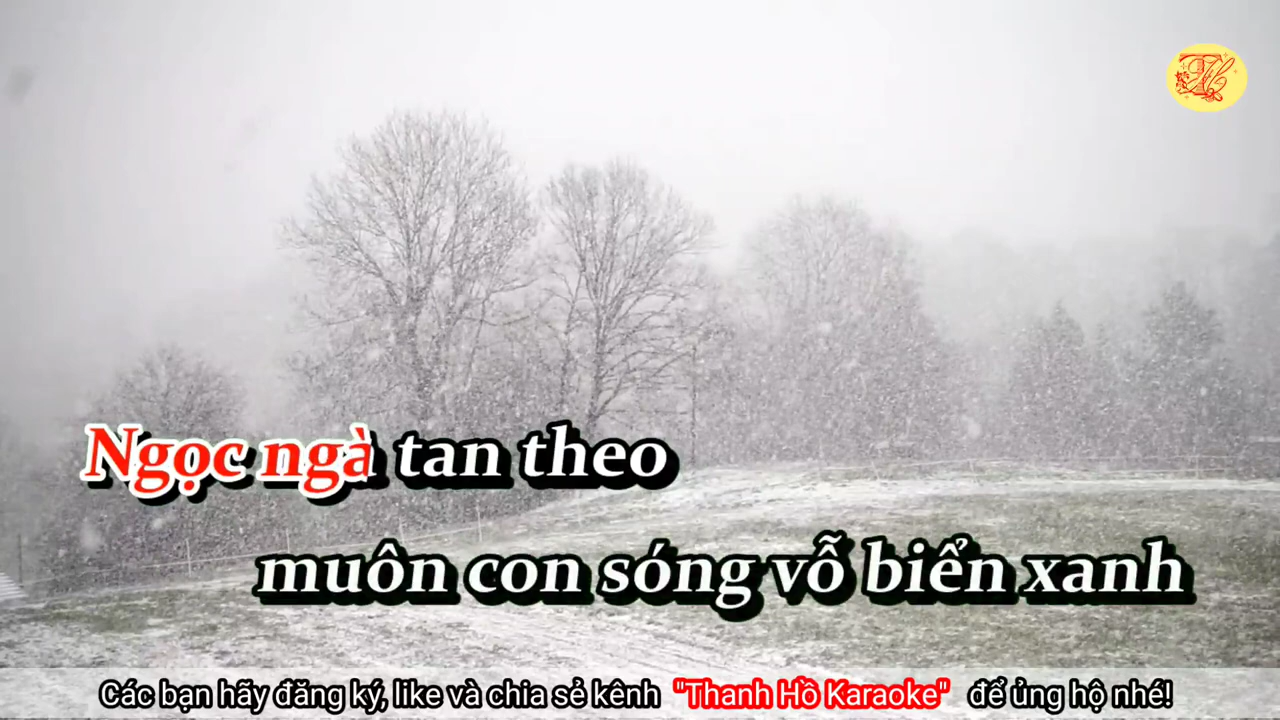 Ngọc ngà tan theo
muôn con sóng vỗ biển xanh
Các bạn hãy đăng ký, like và chia sẻ kênh "Thanh Hồ Karaoke" để ủng hộ nhé!